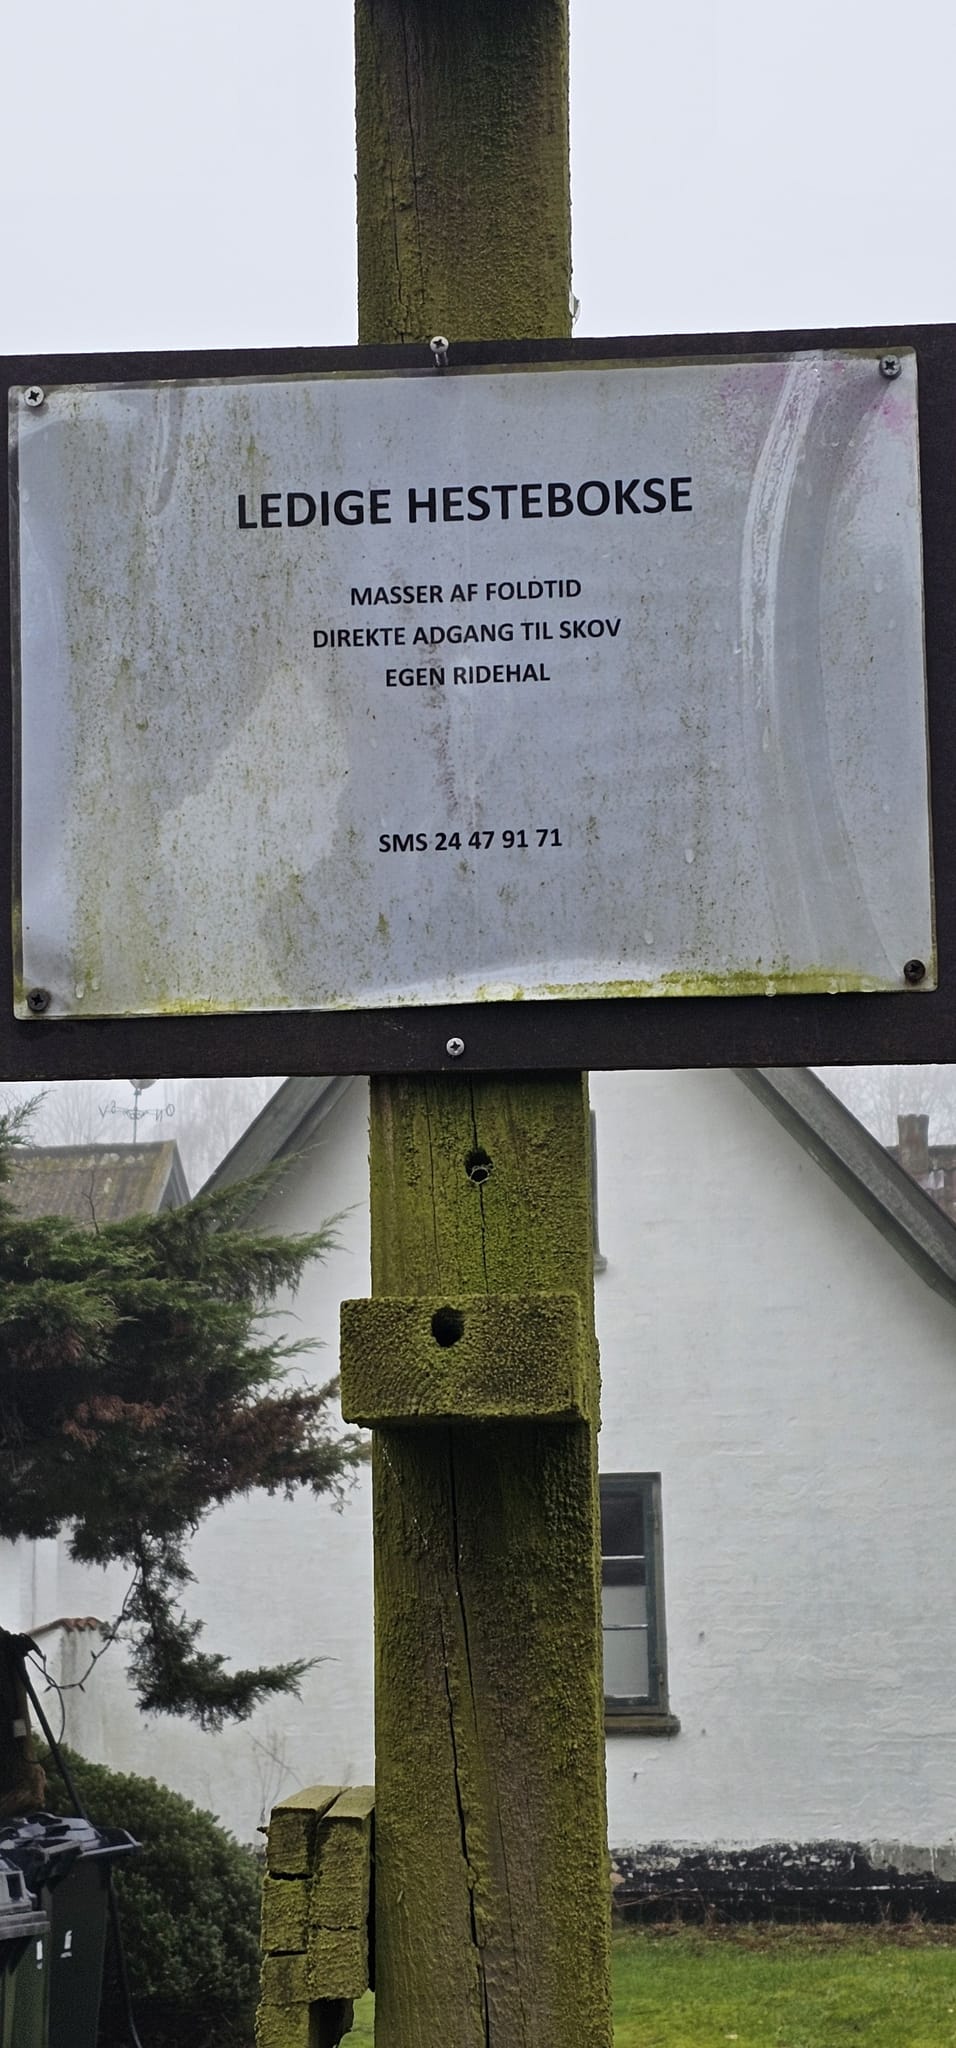 LEDIGE HESTEBOKSE
MASSER AF FOLDTID
DIREKTE ADGANG TIL SKOV
EGEN RIDEHAL
SMS 24 47 91 71